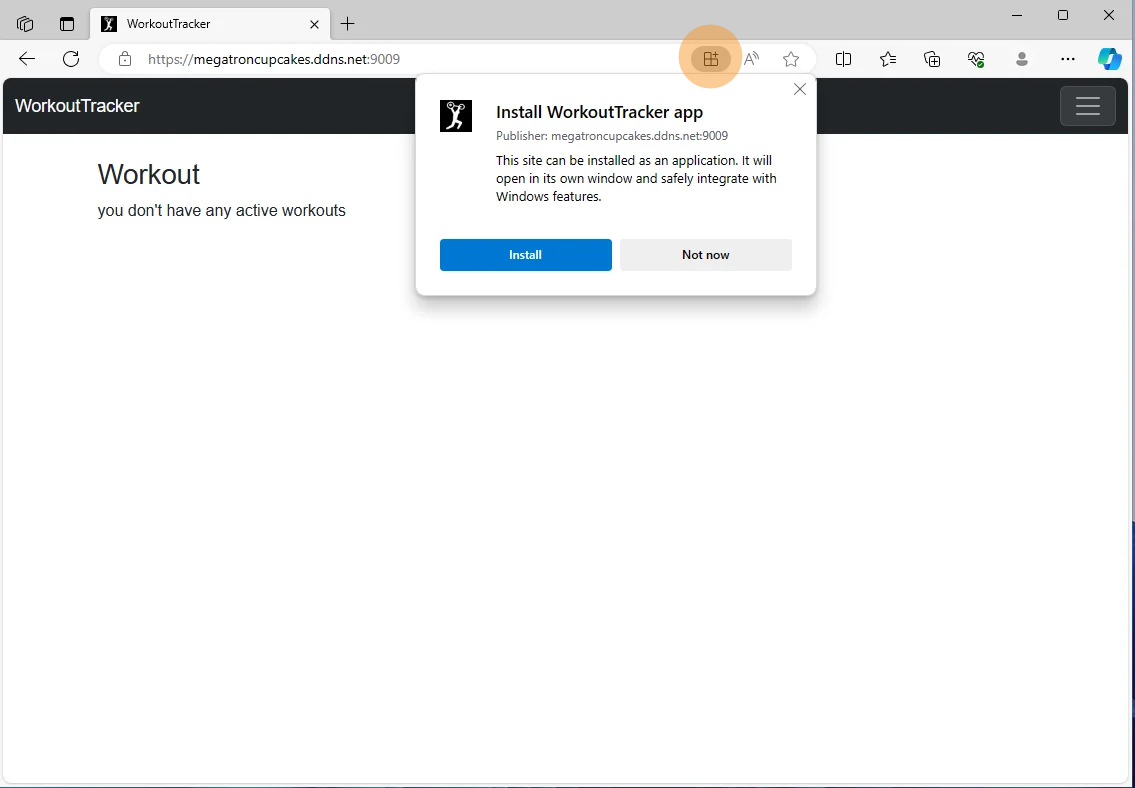 WorkoutTracker
https://megatroncupcakes.ddns.net:9009
WorkoutTracker
Install WorkoutTracker app
Publisher: megatroncupcakes.ddns.net:9009
This site can be installed as an application. It will
open in its own window and safely integrate with
Windows features.
Install
Not now
Workout
you don't have any active workouts